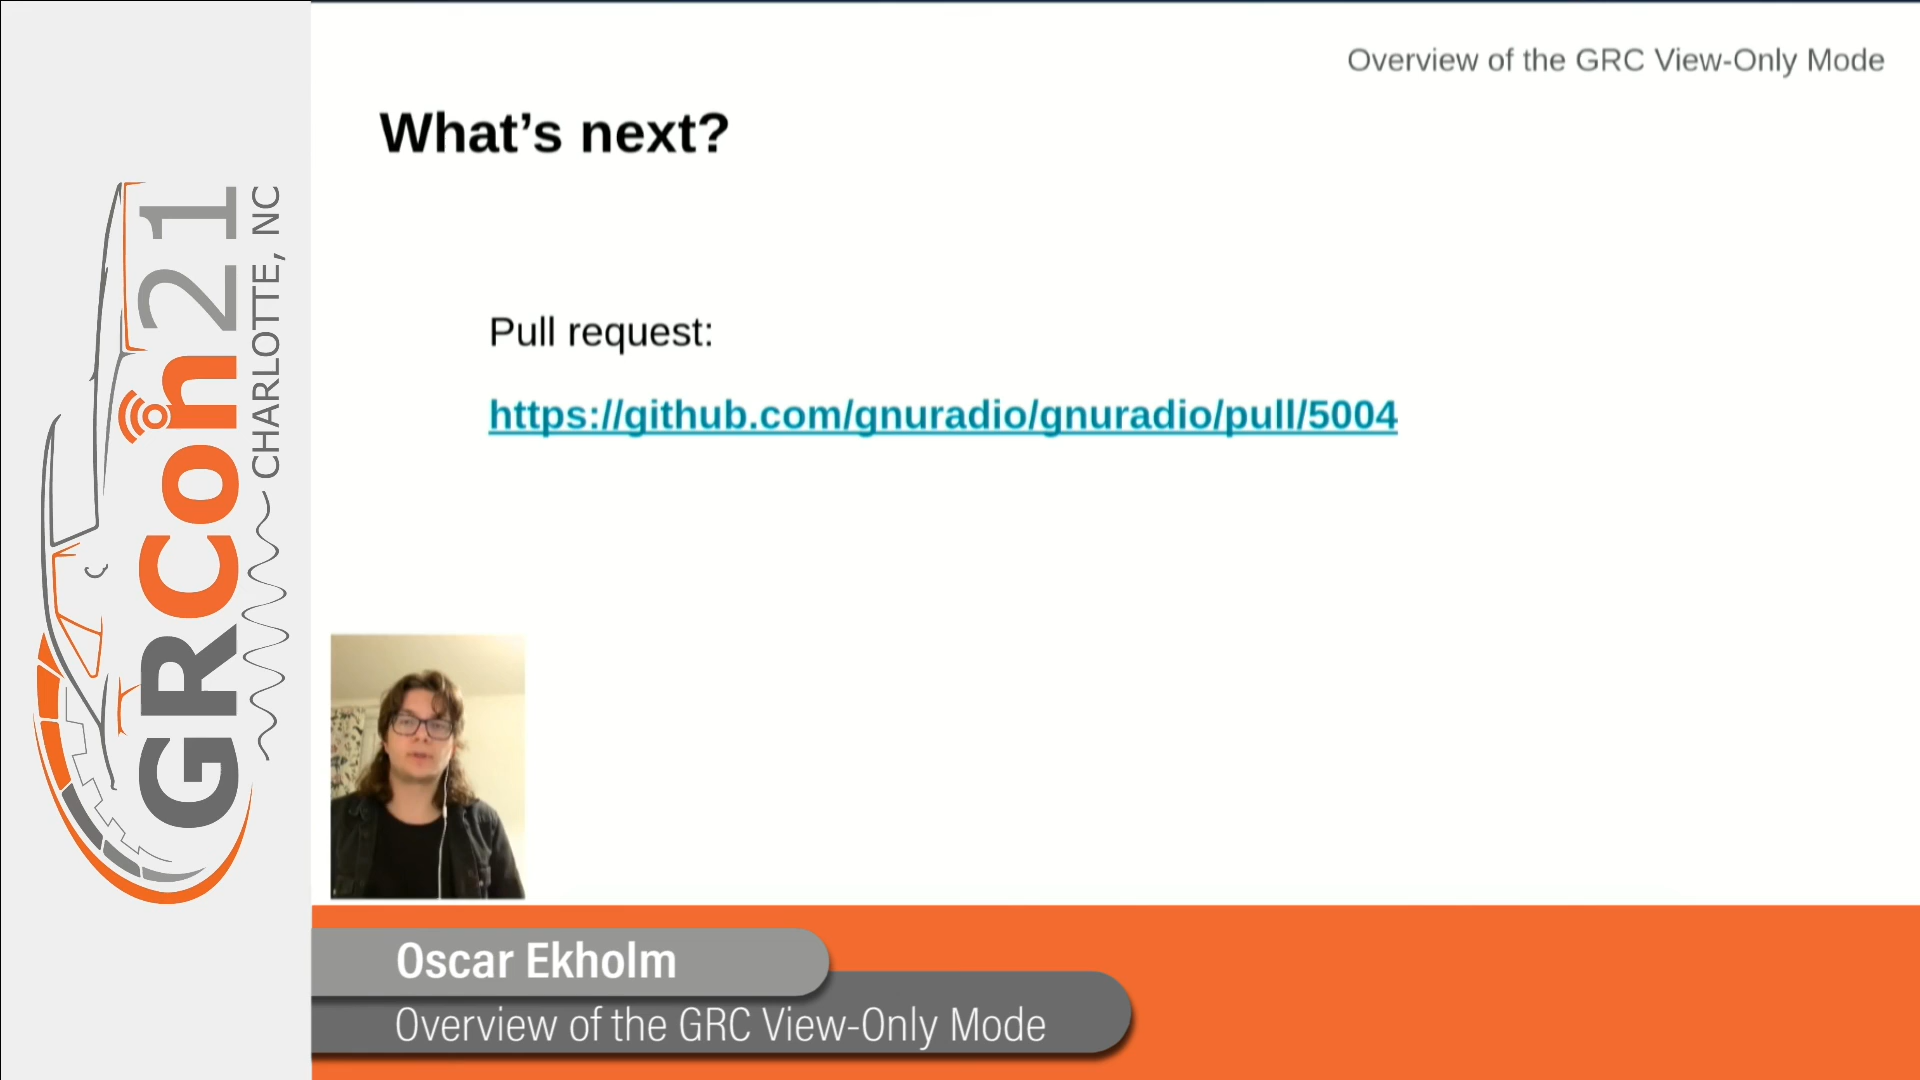 GRCon21
CHARLOTTE, NC
Overview of the GRC View-Only Mode
What’s next?
Pull request:
https://github.com/gnuradio/gnuradio/pull/5004
Oscar Ekholm
Overview of the GRC View-Only Mode